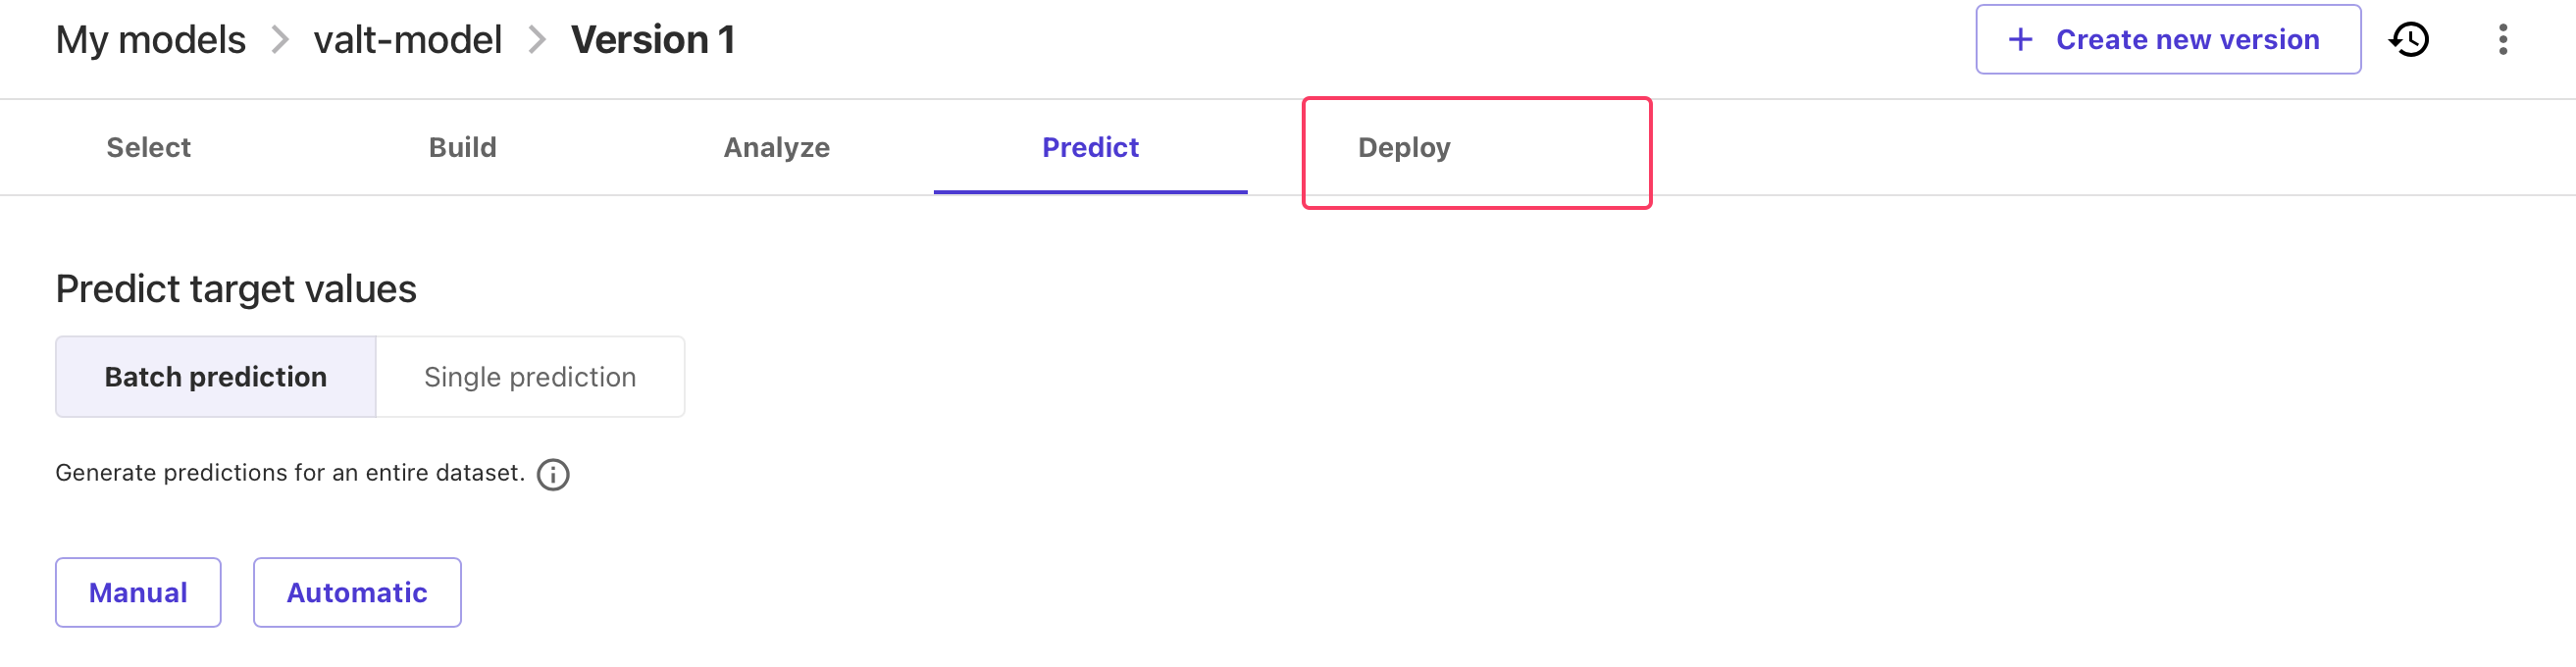 My models > valt-model > Version 1
+ Create new version
Select Build Analyze Predict Deploy
Predict target values
Batch prediction Single prediction
Generate predictions for an entire dataset.
Manual Automatic